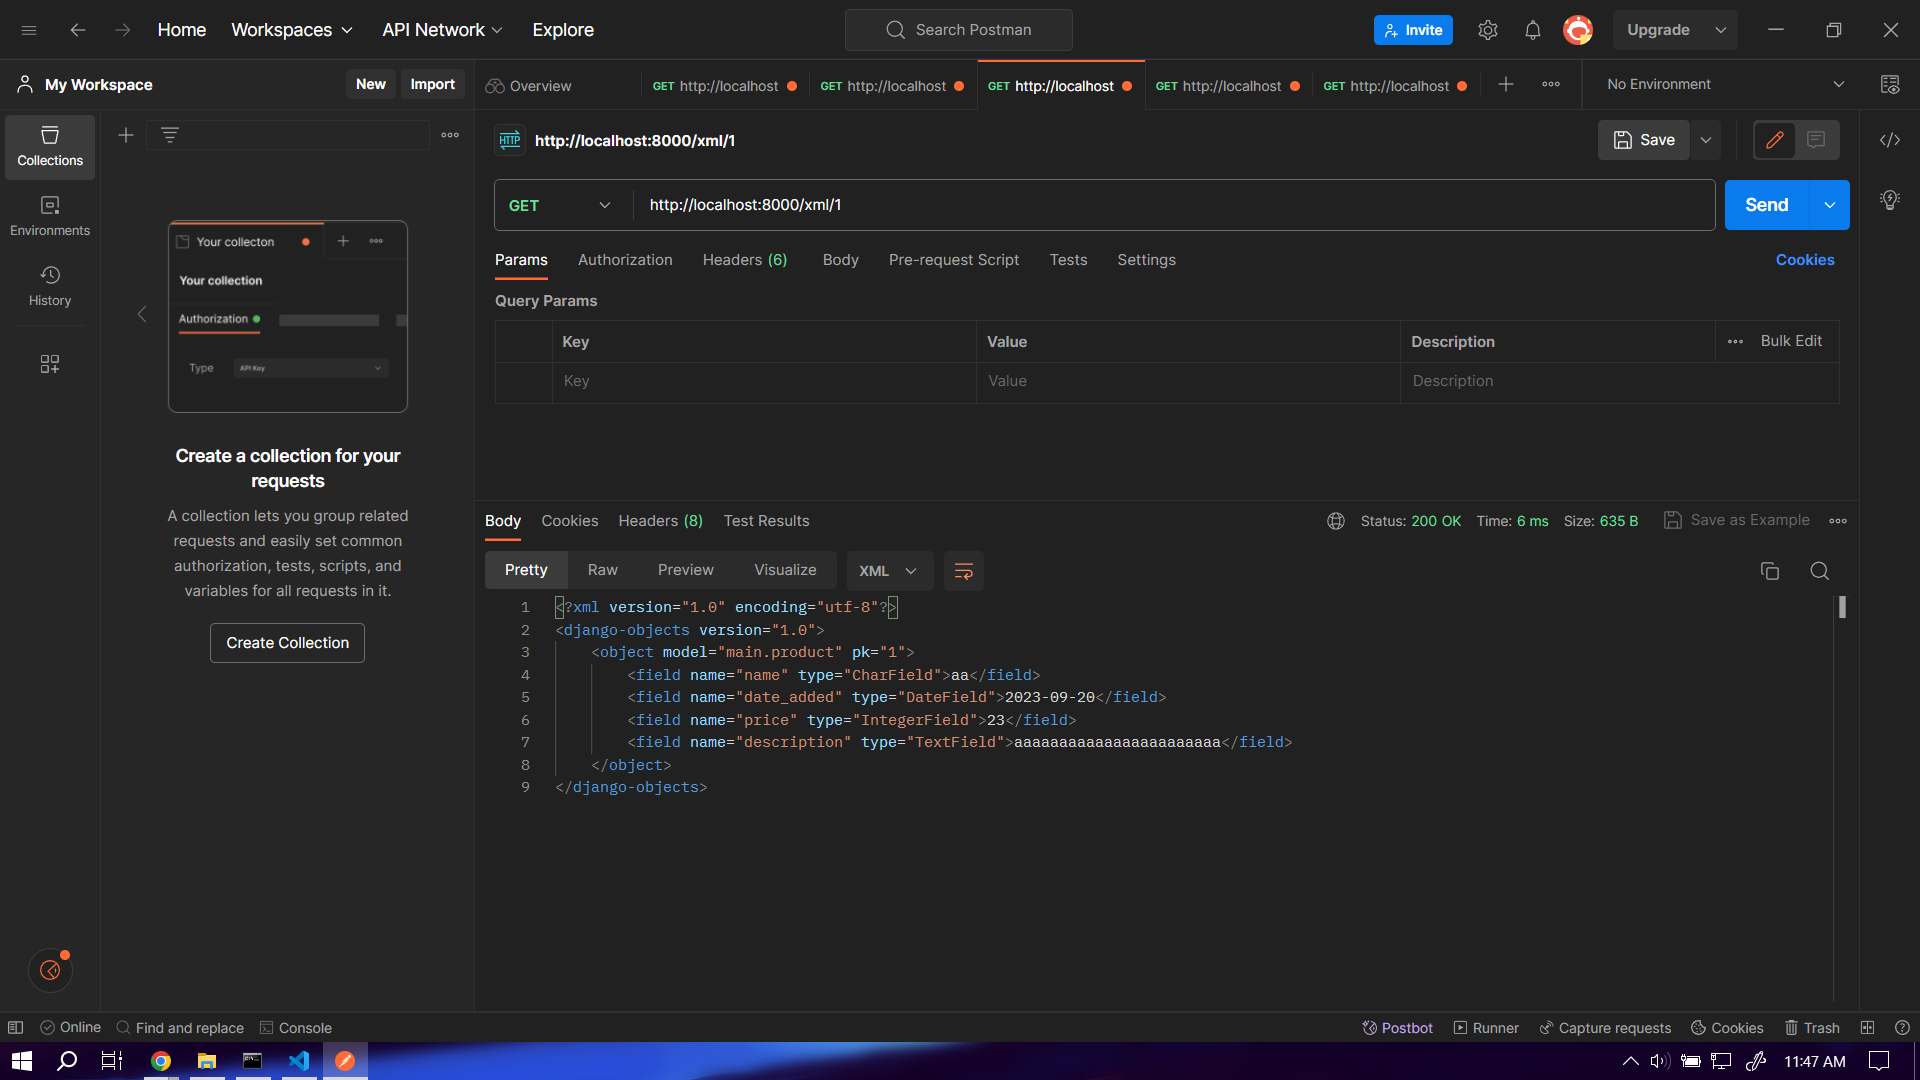 Home Workspaces API Network Explore Search Postman Invite Upgrade
My Workspace New Import Overview GET http://localhost GET http://localhost GET http://localhost GET http://localhost GET http://localhost No Environment
Collections
Environments
History
Your collecton
Your collection
Authorization
Type API Key
Create a collection for your
requests
A collection lets you group related
requests and easily set common
authorization, tests, scripts, and
variables for all requests in it.
Create Collection
HTTP http://localhost:8000/xml/1 Save
GET http://localhost:8000/xml/1 Send
Params Authorization Headers (6) Body Pre-request Script Tests Settings Cookies
Query Params
Key Value Description Bulk Edit
Key Value Description
Body Cookies Headers (8) Test Results Status: 200 OK Time: 6 ms Size: 635 B Save as Example
Pretty Raw Preview Visualize XML
1 <?xml version="1.0" encoding="utf-8"?>
2 <django-objects version="1.0">
3 <object model="main.product" pk="1">
4 <field name="name" type="CharField">aa</field>
5 <field name="date_added" type="DateField">2023-09-20</field>
6 <field name="price" type="IntegerField">23</field>
7 <field name="description" type="TextField">aaaaaaaaaaaaaaaaaaaaaaa</field>
8 </object>
9 </django-objects>
Online Find and replace Console Postbot Runner Capture requests Cookies Trash
11:47 AM